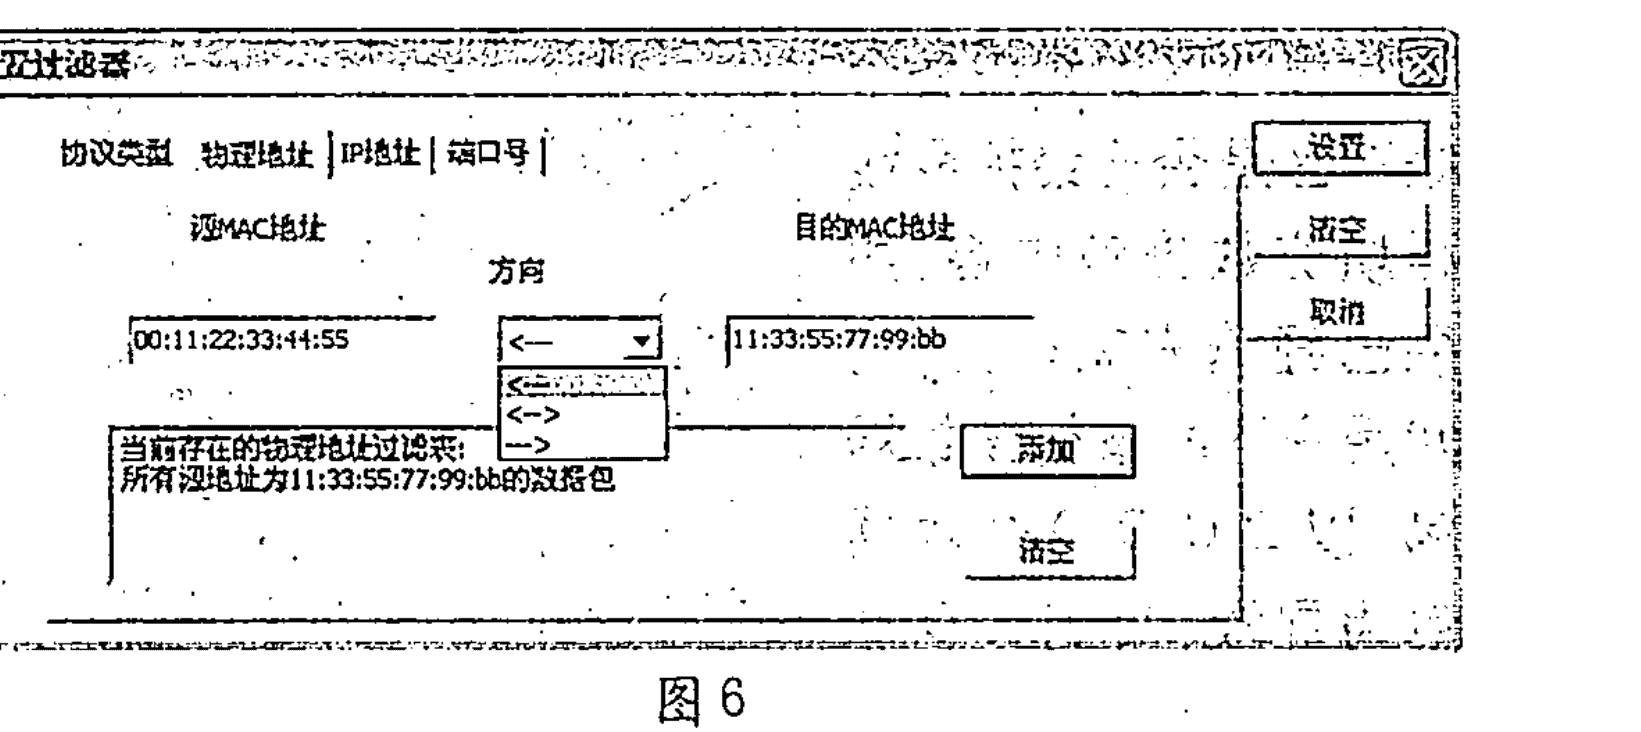 过滤器
协议类型 物理地址 IP地址 端口号
设置
源MAC地址
目的MAC地址
清空
方向
取消
00:11:22:33:44:55
<--
11:33:55:77:99:bb
<--
<-->
-->
当前存在的物理地址过滤表:
添加
所有源地址为11:33:55:77:99:bb的数据包
清空
图 6